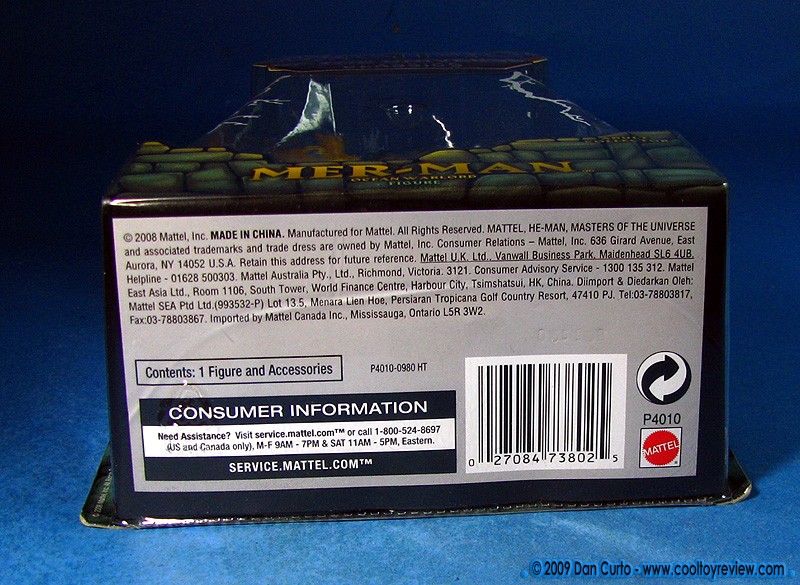 MER-MAN™
OCEAN WARLORD
FIGURE
ADULT
COLLECTOR
© 2008 Mattel, Inc. MADE IN CHINA. Manufactured for Mattel. All Rights Reserved. MATTEL, HE-MAN, MASTERS OF THE UNIVERSE
and associated trademarks and trade dress are owned by Mattel, Inc. Consumer Relations – Mattel, Inc. 636 Girard Avenue, East
Aurora, NY 14052 U.S.A. Retain this address for future reference. Mattel U.K. Ltd., Vanwall Business Park, Maidenhead SL6 4UB.
Helpline - 01628 500303. Mattel Australia Pty., Ltd., Richmond, Victoria. 3121. Consumer Advisory Service - 1300 135 312. Mattel
East Asia Ltd., Room 1106, South Tower, World Finance Centre, Harbour City, Tsimshatsui, HK, China. Diimport & Diedarkan Oleh:
Mattel SEA Ptd Ltd.(993532-P) Lot 13.5, Menara Lien Hoe, Persiaran Tropicana Golf Country Resort, 47410 PJ. Tel:03-78803817,
Fax:03-78803867. Imported by Mattel Canada Inc., Mississauga, Ontario L5R 3W2.
Contents: 1 Figure and Accessories
P4010-0980 HT
CONSUMER INFORMATION
Need Assistance? Visit service.mattel.com™ or call 1-800-524-8697
(US and Canada only), M-F 9AM - 7PM & SAT 11AM - 5PM, Eastern.
SERVICE.MATTEL.COM™
0 27084 73802 5
P4010
MATTEL
© 2009 Dan Curto - www.cooltoyreview.com